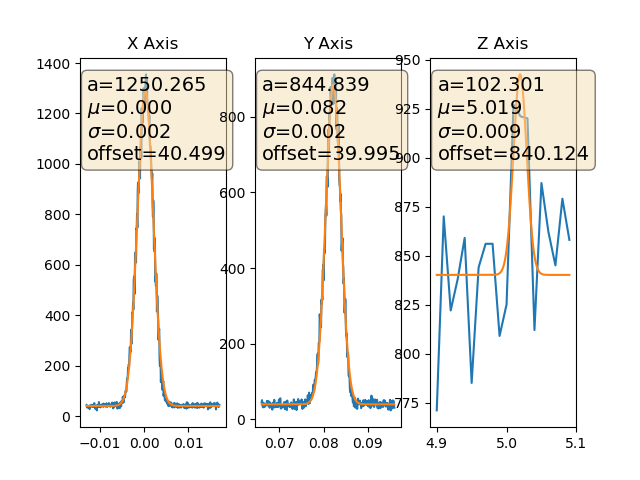 X Axis
Y Axis
Z Axis
a=1250.265
μ=0.000
σ=0.002
offset=40.499
a=844.839
μ=0.082
σ=0.002
offset=39.995
a=102.301
μ=5.019
σ=0.009
offset=840.124
1400
1200
1000
800
600
400
200
0
−0.01
0.00
0.01
800
600
400
200
0
0.07
0.08
0.09
950
925
900
875
850
825
800
775
4.9
5.0
5.1